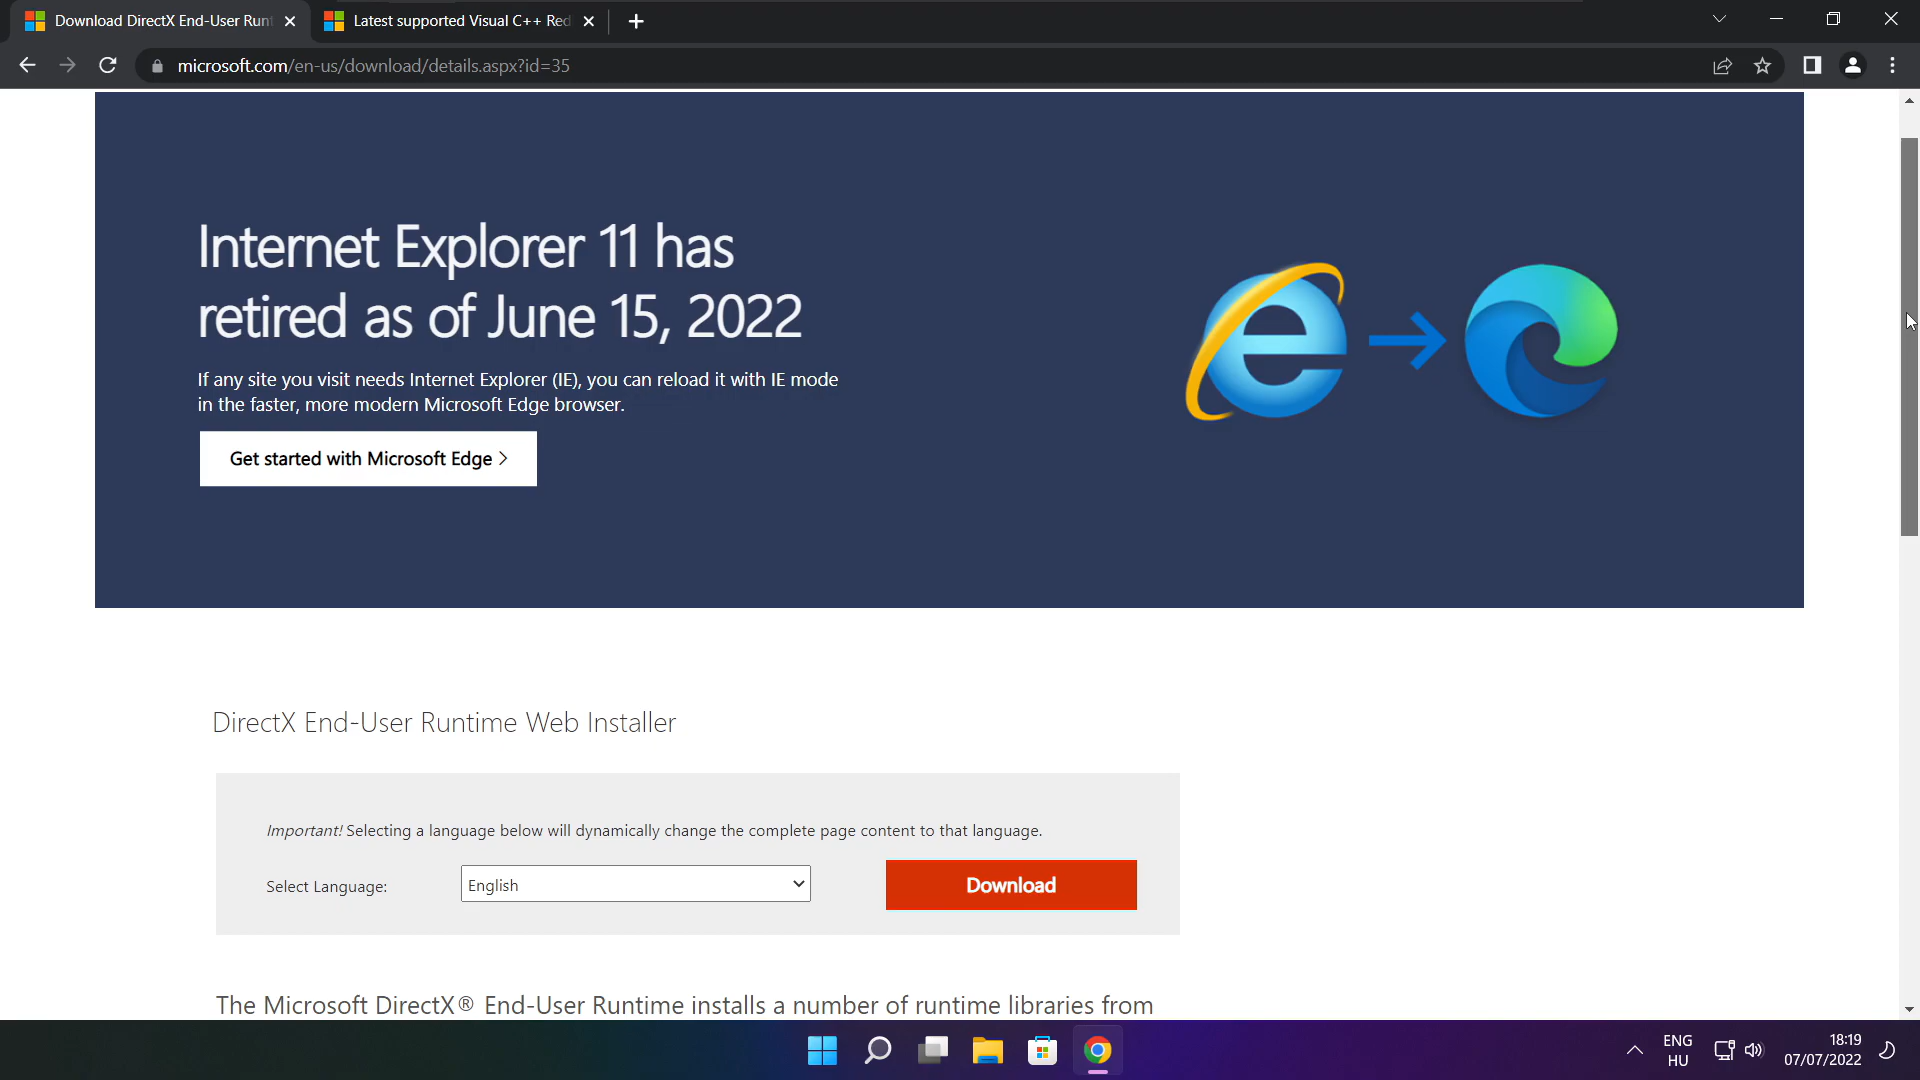 Download DirectX End-User Runt
Latest supported Visual C++ Red
microsoft.com/en-us/download/details.aspx?id=35
Internet Explorer 11 has
retired as of June 15, 2022
If any site you visit needs Internet Explorer (IE), you can reload it with IE mode
in the faster, more modern Microsoft Edge browser.
Get started with Microsoft Edge >
DirectX End-User Runtime Web Installer
Important! Selecting a language below will dynamically change the complete page content to that language.
Select Language:
English
Download
The Microsoft DirectX® End-User Runtime installs a number of runtime libraries from
ENG
HU
18:19
07/07/2022